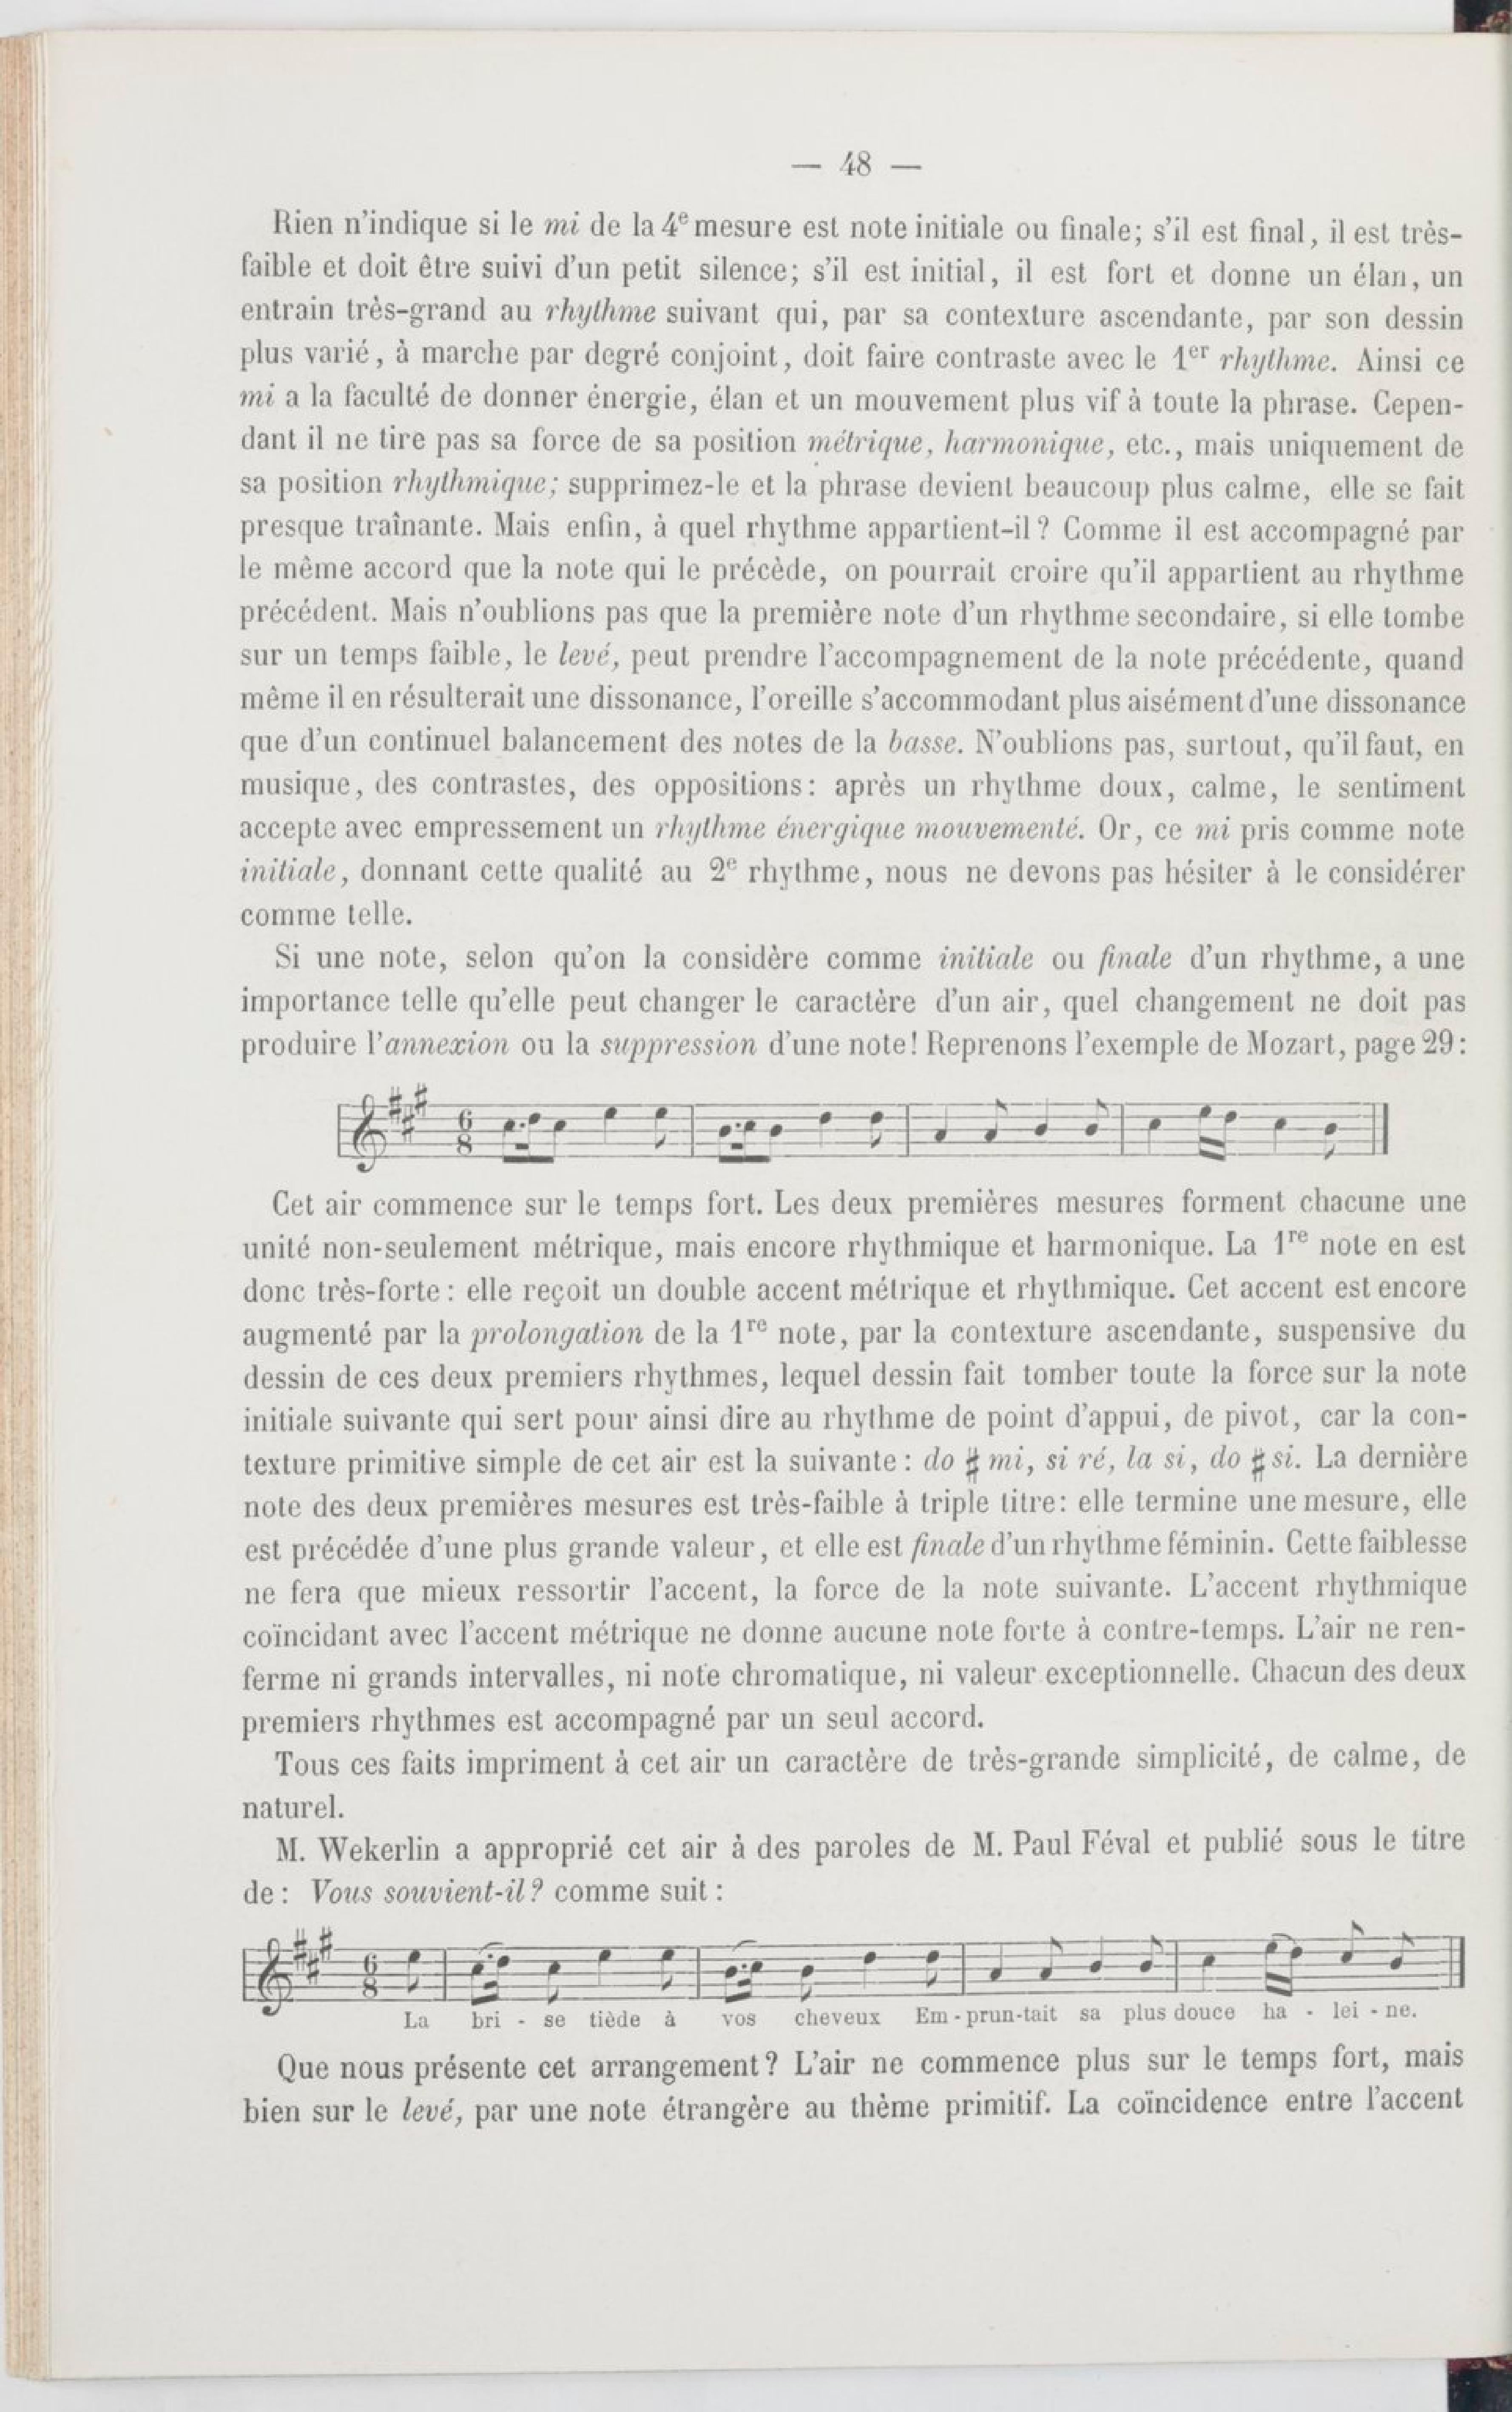 — 48 —
Rien n'indique si le mi de la 4e mesure est note initiale ou finale; s'il est final, il est très-
faible et doit être suivi d'un petit silence; s'il est initial, il est fort et donne un élan, un
entrain très-grand au rhythme suivant qui, par sa contexture ascendante, par son dessin
plus varié, à marche par degré conjoint, doit faire contraste avec le 1er rhythme. Ainsi ce
mi a la faculté de donner énergie, élan et un mouvement plus vif à toute la phrase. Cepen-
dant il ne tire pas sa force de sa position métrique, harmonique, etc., mais uniquement de
sa position rhythmique; supprimez-le et la phrase devient beaucoup plus calme, elle se fait
presque traînante. Mais enfin, à quel rhythme appartient-il? Comme il est accompagné par
le même accord que la note qui le précède, on pourrait croire qu'il appartient au rhythme
précédent. Mais n'oublions pas que la première note d'un rhythme secondaire, si elle tombe
sur un temps faible, le levé, peut prendre l'accompagnement de la note précédente, quand
même il en résulterait une dissonance, l'oreille s'accommodant plus aisément d'une dissonance
que d'un continuel balancement des notes de la basse. N'oublions pas, surtout, qu'il faut, en
musique, des contrastes, des oppositions: après un rhythme doux, calme, le sentiment
accepte avec empressement un rhythme énergique mouvementé. Or, ce mi pris comme note
initiale, donnant cette qualité au 2e rhythme, nous ne devons pas hésiter à le considérer
comme telle.
Si une note, selon qu'on la considère comme initiale ou finale d'un rhythme, a une
importance telle qu'elle peut changer le caractère d'un air, quel changement ne doit pas
produire l'annexion ou la suppression d'une note! Reprenons l'exemple de Mozart, page 29:
6
8
Cet air commence sur le temps fort. Les deux premières mesures forment chacune une
unité non-seulement métrique, mais encore rhythmique et harmonique. La 1re note en est
donc très-forte: elle reçoit un double accent métrique et rhythmique. Cet accent est encore
augmenté par la prolongation de la 1re note, par la contexture ascendante, suspensive du
dessin de ces deux premiers rhythmes, lequel dessin fait tomber toute la force sur la note
initiale suivante qui sert pour ainsi dire au rhythme de point d'appui, de pivot, car la con-
texture primitive simple de cet air est la suivante: do ♯ mi, si ré, la si, do ♯ si. La dernière
note des deux premières mesures est très-faible à triple titre: elle termine une mesure, elle
est précédée d'une plus grande valeur, et elle est finale d'un rhythme féminin. Cette faiblesse
ne fera que mieux ressortir l'accent, la force de la note suivante. L'accent rhythmique
coïncidant avec l'accent métrique ne donne aucune note forte à contre-temps. L'air ne ren-
ferme ni grands intervalles, ni note chromatique, ni valeur exceptionnelle. Chacun des deux
premiers rhythmes est accompagné par un seul accord.
Tous ces faits impriment à cet air un caractère de très-grande simplicité, de calme, de
naturel.
M. Wekerlin a approprié cet air à des paroles de M. Paul Féval et publié sous le titre
de: Vous souvient-il? comme suit:
6
8
La bri - se tiède à vos cheveux Em - prun-tait sa plus douce ha - lei - ne.
Que nous présente cet arrangement? L'air ne commence plus sur le temps fort, mais
bien sur le levé, par une note étrangère au thème primitif. La coïncidence entre l'accent